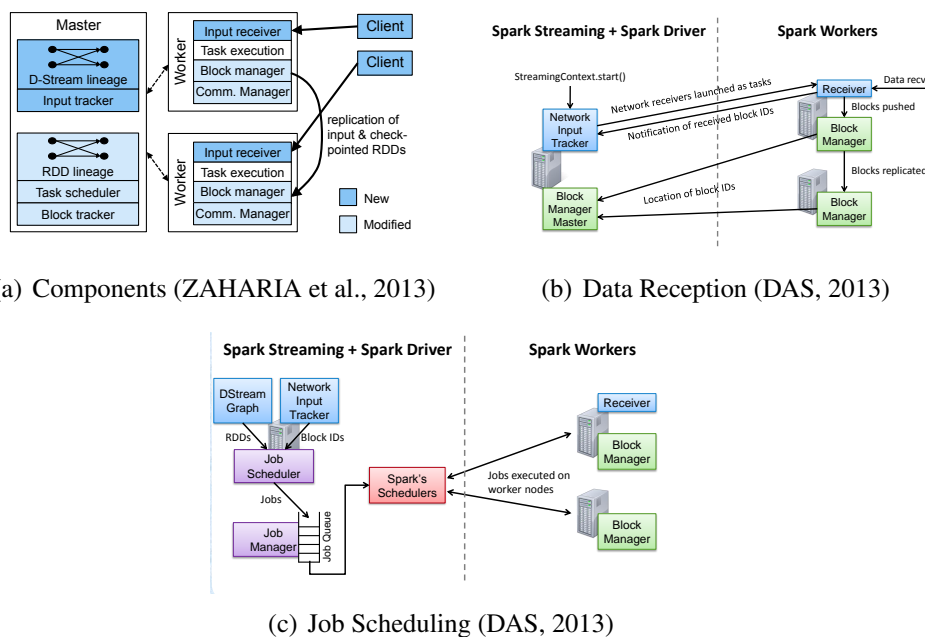 Master
D-Stream lineage
Input tracker
RDD lineage
Task scheduler
Block tracker
Worker
Input receiver
Task execution
Block manager
Comm. Manager
Worker
Input receiver
Task execution
Block manager
Comm. Manager
Client
Client
replication of
input & check-
pointed RDDs
New
Modified
a) Components (ZAHARIA et al., 2013)
Spark Streaming + Spark Driver
Spark Workers
StreamingContext.start()
Network receivers launched as tasks
Notification of received block IDs
Network
Input
Tracker
Receiver
Data recv
Blocks pushed
Block
Manager
Blocks replicated
Location of block IDs
Block
Manager
Master
Block
Manager
(b) Data Reception (DAS, 2013)
Spark Streaming + Spark Driver
Spark Workers
DStream
Graph
Network
Input
Tracker
RDDs
Block IDs
Job
Scheduler
Jobs
Job
Manager
Job Queue
Spark's
Schedulers
Jobs executed on
worker nodes
Receiver
Block
Manager
Block
Manager
(c) Job Scheduling (DAS, 2013)